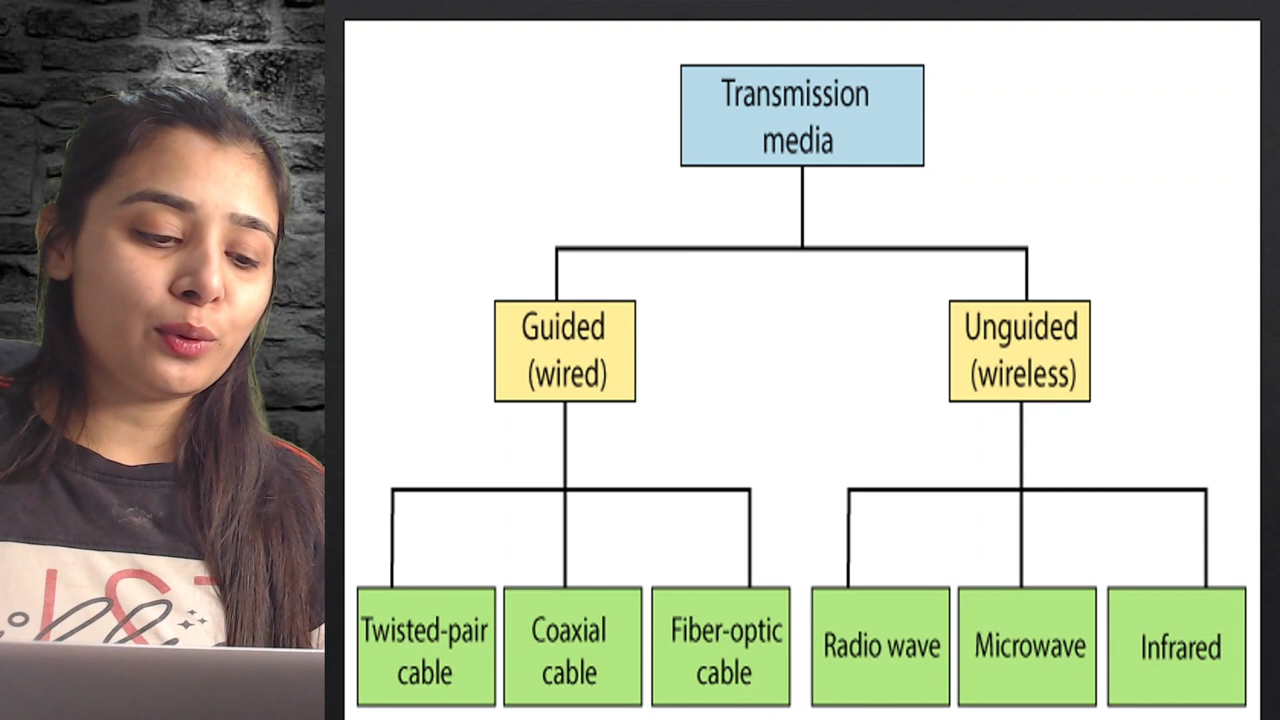 Transmission
media
Guided
(wired)
Unguided
(wireless)
Twisted-pair
cable
Coaxial
cable
Fiber-optic
cable
Radio wave
Microwave
Infrared